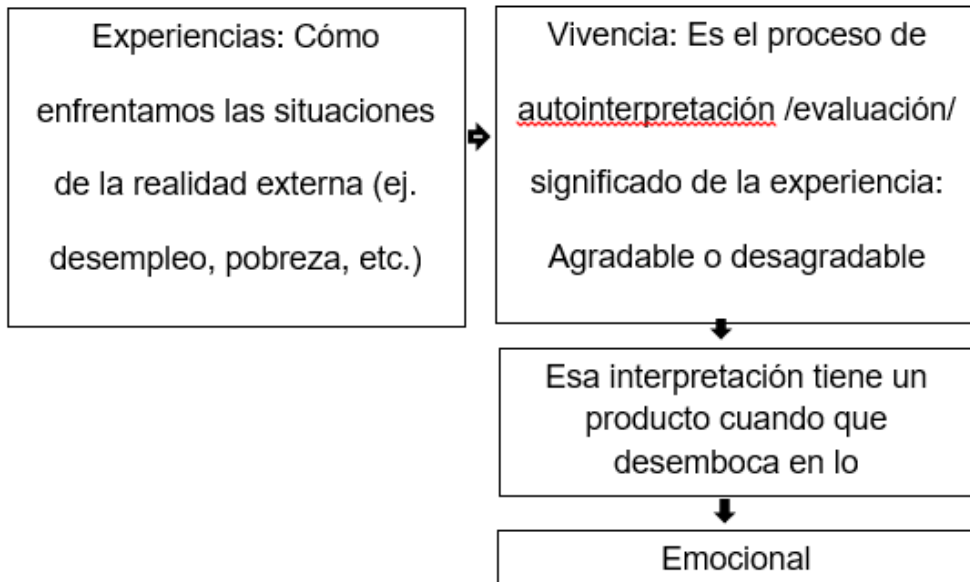 Experiencias: Cómo
enfrentamos las situaciones
de la realidad externa (ej.
desempleo, pobreza, etc.)
Vivencia: Es el proceso de
autointerpretación /evaluación/
significado de la experiencia:
Agradable o desagradable
Esa interpretación tiene un
producto cuando que
desemboca en lo
Emocional